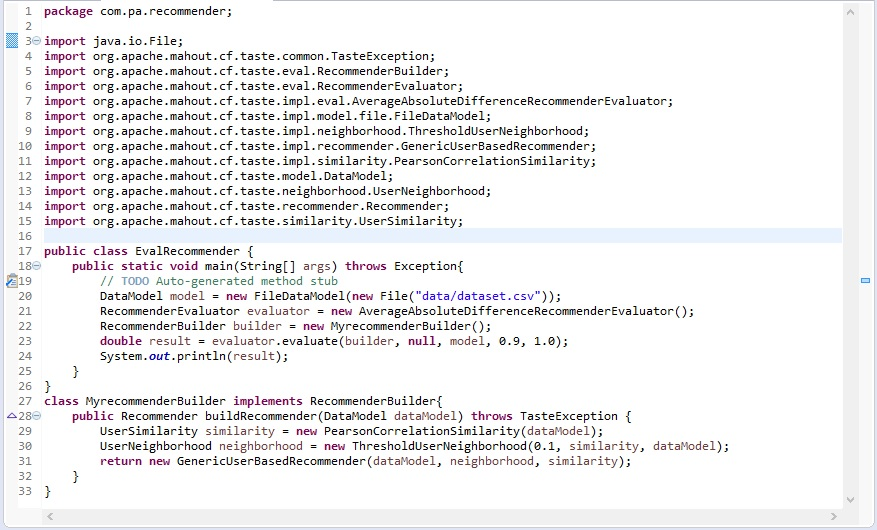 1 package com.pa.recommender;
2
3 import java.io.File;
4 import org.apache.mahout.cf.taste.common.TasteException;
5 import org.apache.mahout.cf.taste.eval.RecommenderBuilder;
6 import org.apache.mahout.cf.taste.eval.RecommenderEvaluator;
7 import org.apache.mahout.cf.taste.impl.eval.AverageAbsoluteDifferenceRecommenderEvaluator;
8 import org.apache.mahout.cf.taste.impl.model.file.FileDataModel;
9 import org.apache.mahout.cf.taste.impl.neighborhood.ThresholdUserNeighborhood;
10 import org.apache.mahout.cf.taste.impl.recommender.GenericUserBasedRecommender;
11 import org.apache.mahout.cf.taste.impl.similarity.PearsonCorrelationSimilarity;
12 import org.apache.mahout.cf.taste.model.DataModel;
13 import org.apache.mahout.cf.taste.neighborhood.UserNeighborhood;
14 import org.apache.mahout.cf.taste.recommender.Recommender;
15 import org.apache.mahout.cf.taste.similarity.UserSimilarity;
16
17 public class EvalRecommender {
18     public static void main(String[] args) throws Exception{
19         // TODO Auto-generated method stub
20         DataModel model = new FileDataModel(new File("data/dataset.csv"));
21         RecommenderEvaluator evaluator = new AverageAbsoluteDifferenceRecommenderEvaluator();
22         RecommenderBuilder builder = new MyrecommenderBuilder();
23         double result = evaluator.evaluate(builder, null, model, 0.9, 1.0);
24         System.out.println(result);
25     }
26 }
27 class MyrecommenderBuilder implements RecommenderBuilder{
28     public Recommender buildRecommender(DataModel dataModel) throws TasteException {
29         UserSimilarity similarity = new PearsonCorrelationSimilarity(dataModel);
30         UserNeighborhood neighborhood = new ThresholdUserNeighborhood(0.1, similarity, dataModel);
31         return new GenericUserBasedRecommender(dataModel, neighborhood, similarity);
32     }
33 }